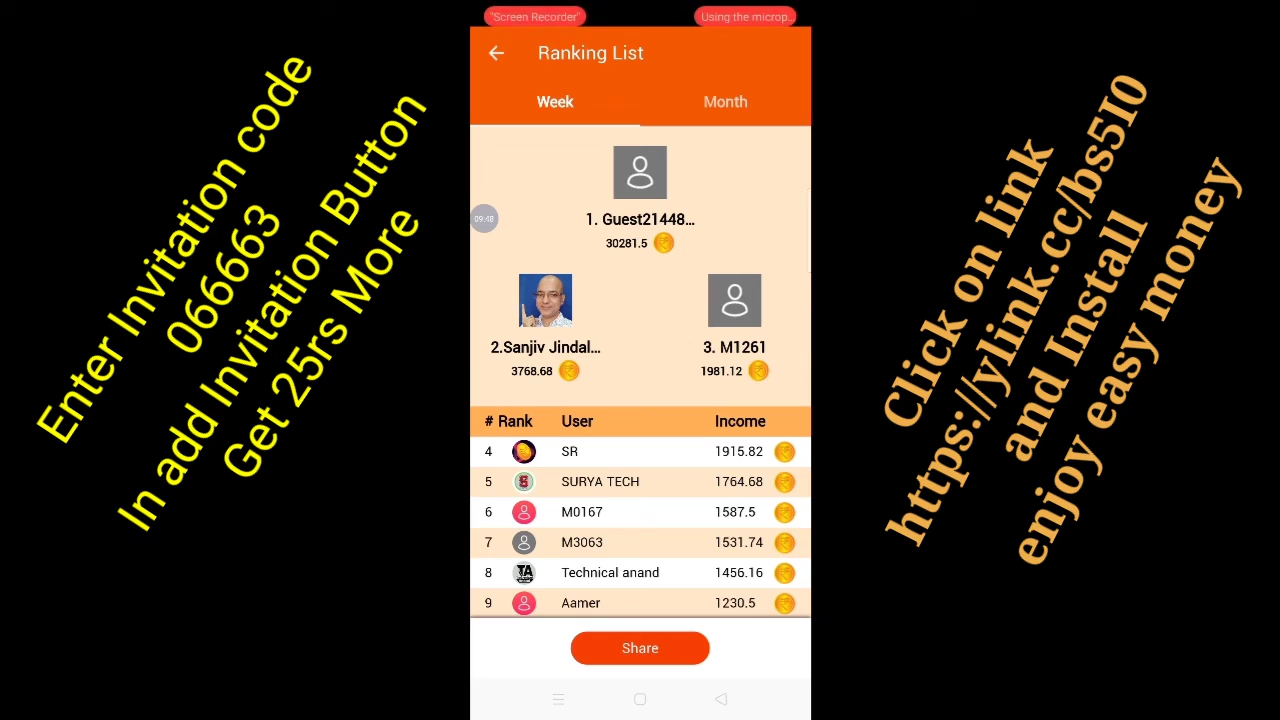 "Screen Recorder"
Using the microp...
Ranking List
Week
Month
1. Guest21448...
30281.5
09:48
2.Sanjiv Jindal...
3768.68
3. M1261
1981.12
# Rank User Income
4 SR 1915.82
5 SURYA TECH 1764.68
6 M0167 1587.5
7 M3063 1531.74
8 TA Technical anand 1456.16
9 Aamer 1230.5
Share
Enter Invitation code
066663
In add Invitation Button
Get 25rs More
Click on link
https://ylink.cc/bs5I0
and Install
enjoy easy money